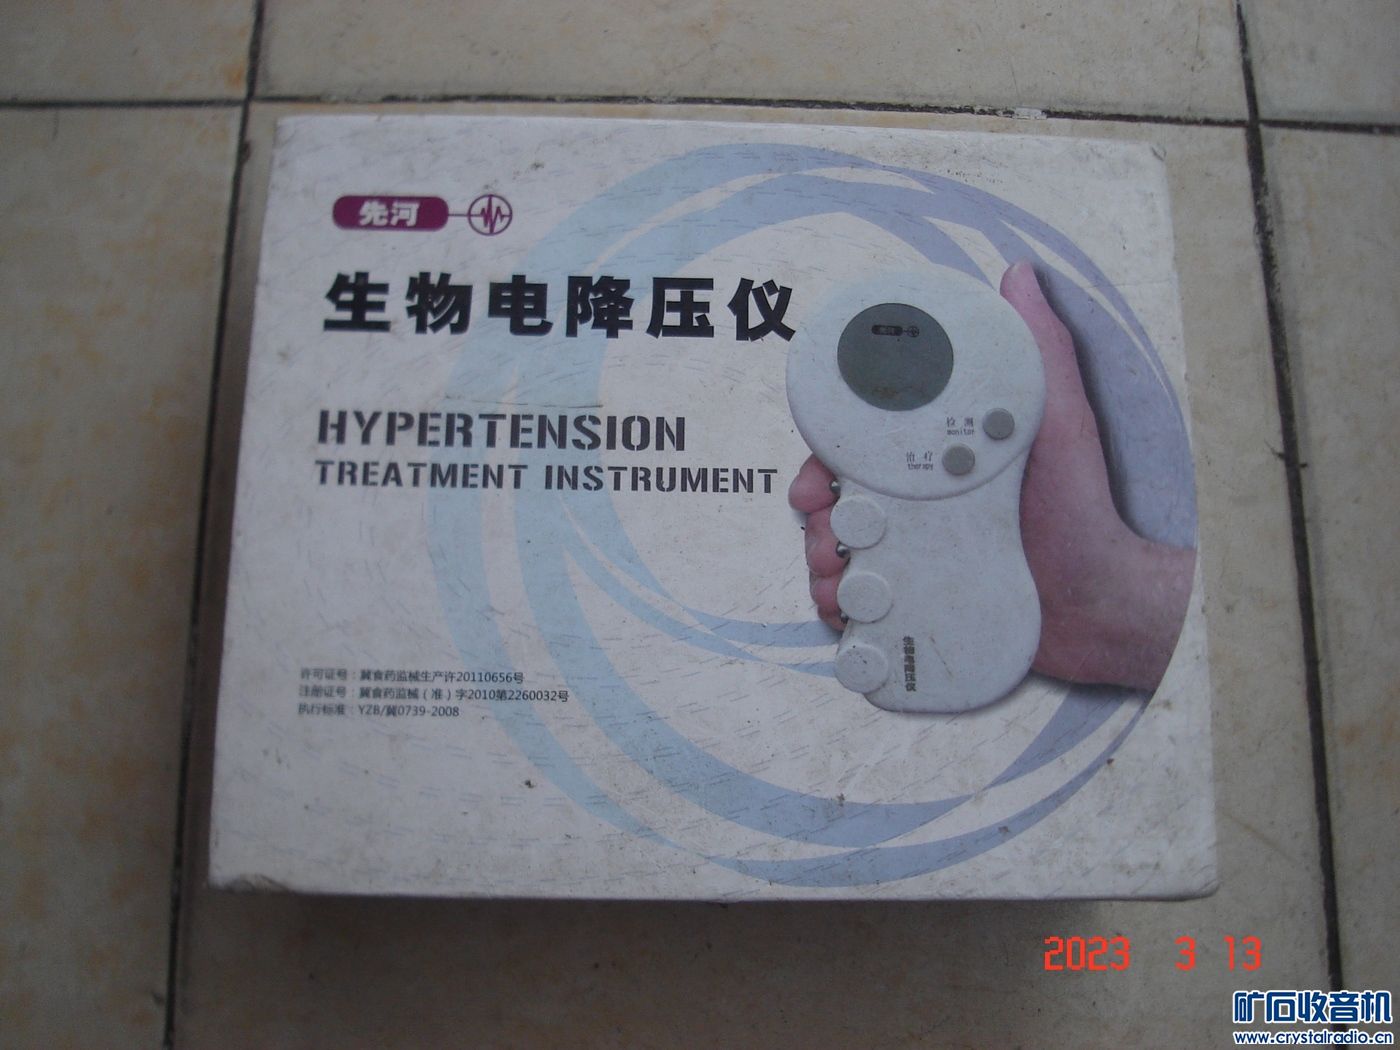 先河
生物电降压仪
HYPERTENSION
TREATMENT INSTRUMENT
先河
检 测
monitor
治 疗
therapy
生物电降压仪
许可证号：冀食药监械生产许20110656号
注册证号：冀食药监械（准）字2010第2260032号
执行标准：YZB/冀0739-2008
2023 3 13
矿石收音机
www.crystalradio.cn